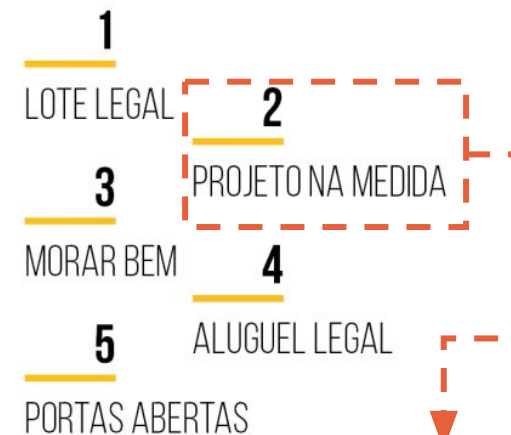 1
LOTE LEGAL
2
PROJETO NA MEDIDA
3
MORAR BEM
4
ALUGUEL LEGAL
5
PORTAS ABERTAS